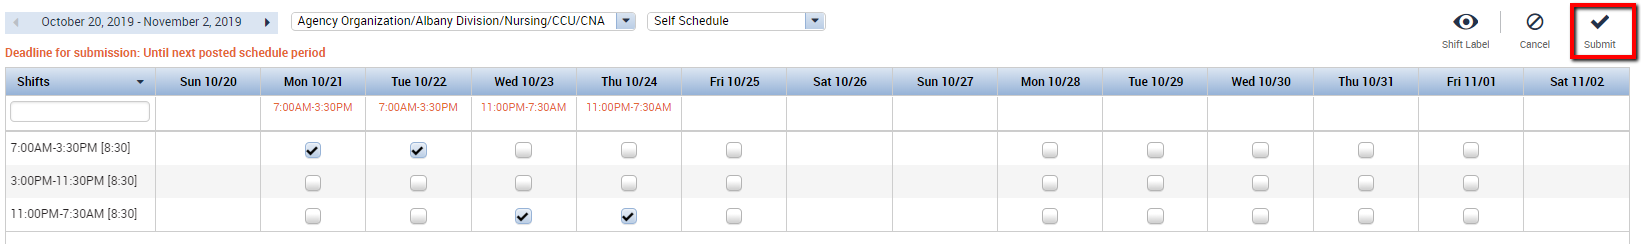 October 20, 2019 - November 2, 2019 Agency Organization/Albany Division/Nursing/CCU/CNA Self Schedule
Shift Label Cancel Submit
Deadline for submission: Until next posted schedule period
Shifts Sun 10/20 Mon 10/21 Tue 10/22 Wed 10/23 Thu 10/24 Fri 10/25 Sat 10/26 Sun 10/27 Mon 10/28 Tue 10/29 Wed 10/30 Thu 10/31 Fri 11/01 Sat 11/02
7:00AM-3:30PM 7:00AM-3:30PM 11:00PM-7:30AM 11:00PM-7:30AM
7:00AM-3:30PM [8:30]
3:00PM-11:30PM [8:30]
11:00PM-7:30AM [8:30]